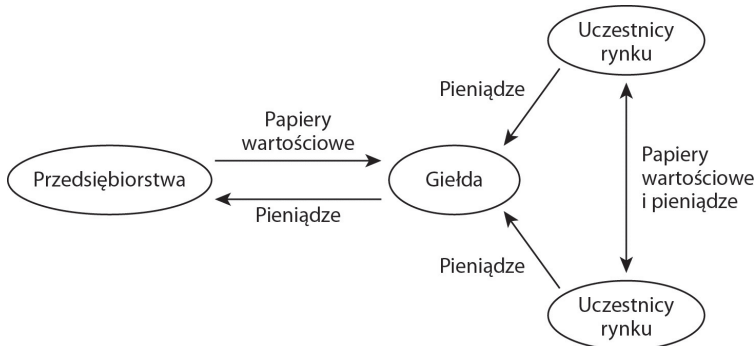 Uczestnicy
rynku
Pieniądze
Papiery
wartościowe
Przedsiębiorstwa
Giełda
Papiery
wartościowe
i pieniądze
Pieniądze
Pieniądze
Uczestnicy
rynku